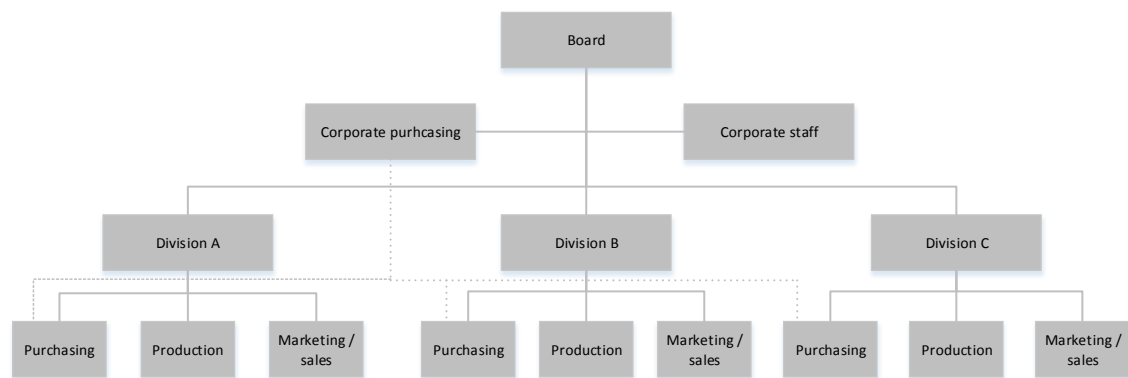 Board
Corporate purhcasing
Corporate staff
Division A
Division B
Division C
Purchasing
Production
Marketing /
sales
Purchasing
Production
Marketing /
sales
Purchasing
Production
Marketing /
sales